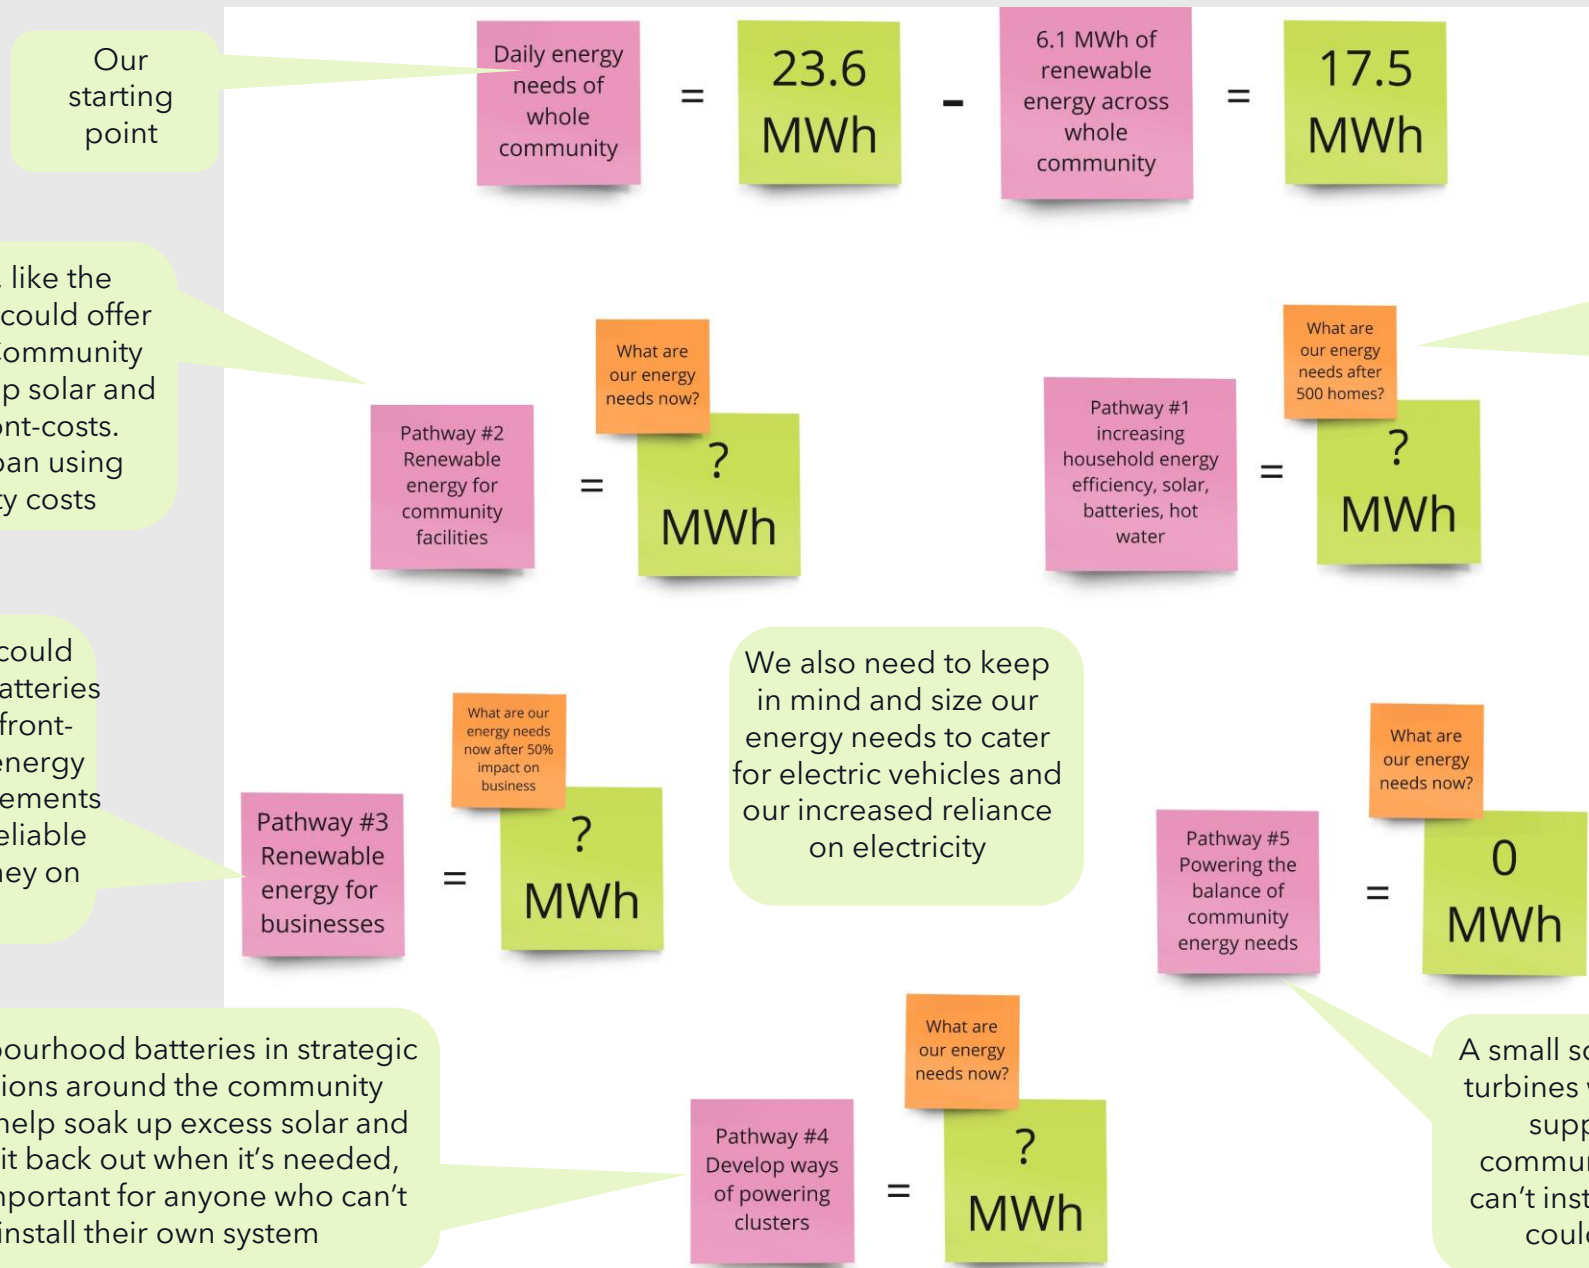 Our
starting
point
Daily energy
needs of
whole
community
=
23.6
MWh
-
6.1 MWh of
renewable
energy across
whole
community
=
17.5
MWh
, like the
could offer
Community
p solar and
nt-costs.
oan using
ty costs
Pathway #2
Renewable
energy for
community
facilities
=
What are
our energy
needs now?
?
MWh
Pathway #1
increasing
household energy
efficiency, solar,
batteries, hot
water
=
What are
our energy
needs after
500 homes?
?
MWh
could
atteries
front-
energy
ements
eliable
ney on
Pathway #3
Renewable
energy for
businesses
=
What are our
energy needs
now after 50%
impact on
business
?
MWh
We also need to keep
in mind and size our
energy needs to cater
for electric vehicles and
our increased reliance
on electricity
Pathway #5
Powering the
balance of
community
energy needs
=
What are
our energy
needs now?
0
MWh
ourhood batteries in strategic
ions around the community
help soak up excess solar and
it back out when it's needed,
mportant for anyone who can't
install their own system
Pathway #4
Develop ways
of powering
clusters
=
What are
our energy
needs now?
?
MWh
A small so
turbines w
supp
commun
can't inst
could